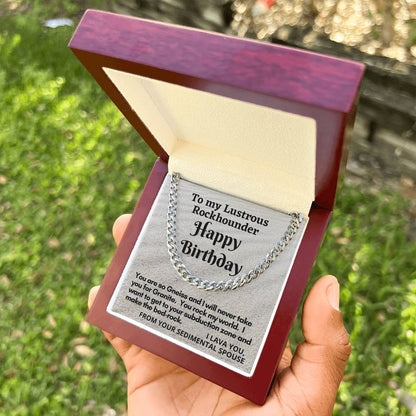 To my Lustrous
Rockhounder
Happy
Birthday
You are so Gneiss and I will never take
you for Granite. You rock my world. I
want to get to your subduction zone and
make the bed-rock.
I LAVA YOU,
FROM YOUR SEDIMENTAL SPOUSE